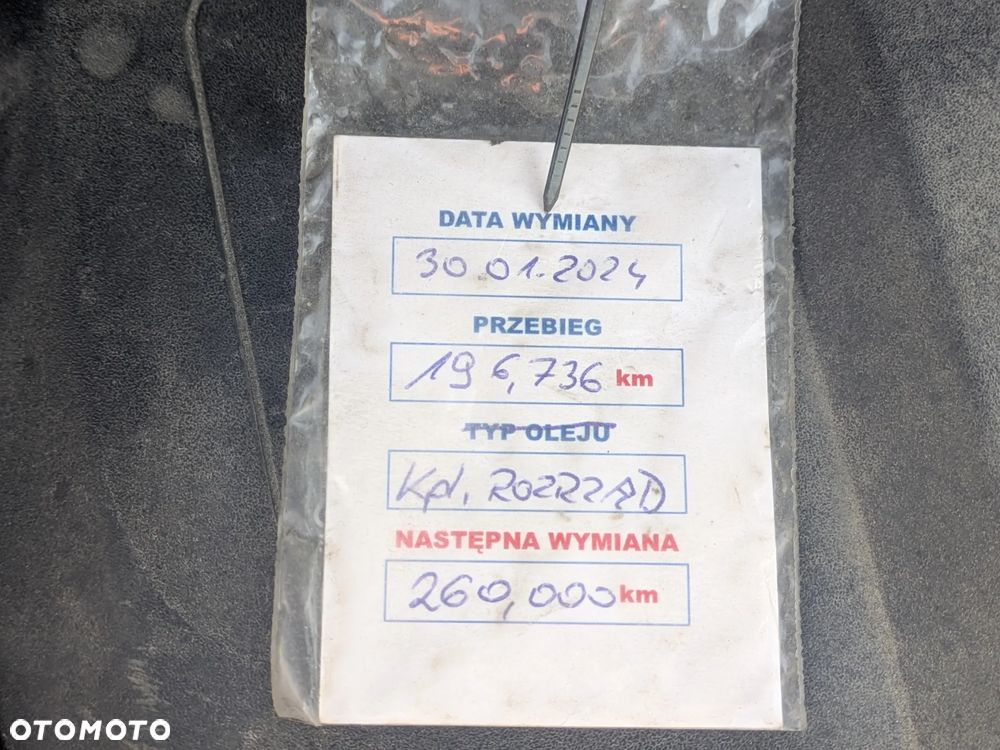 DATA WYMIANY
30.01.2024
PRZEBIEG
196,736 km
TYP OLEJU
Kpl. ROZRZĄD
NASTĘPNA WYMIANA
260,000 km
OTOMOTO